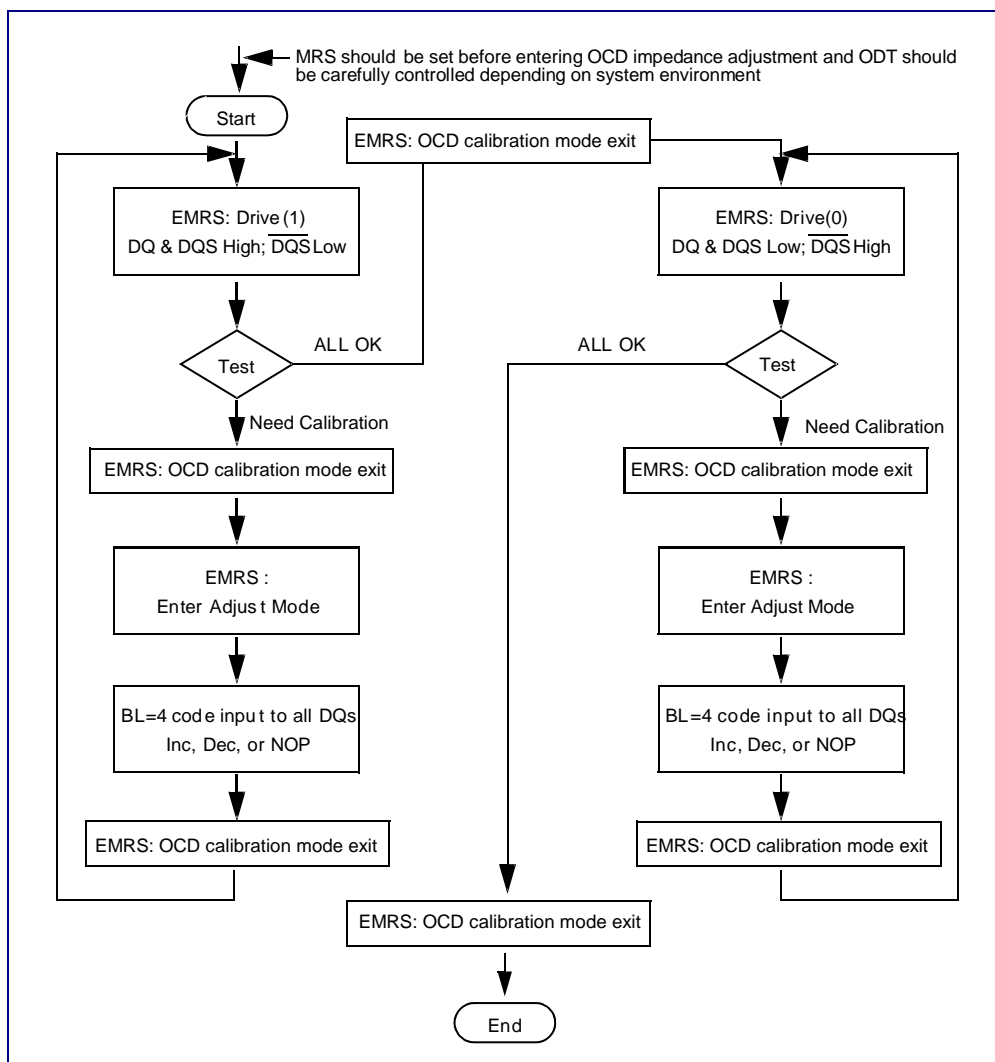 MRS should be set before entering OCD impedance adjustment and ODT should
be carefully controlled depending on system environment
Start
EMRS: OCD calibration mode exit
EMRS: Drive(1)
DQ & DQS High; D̅Q̅S̅ Low
EMRS: Drive(0)
DQ & DQS Low; D̅Q̅S̅ High
ALL OK
Test
ALL OK
Test
Need Calibration
Need Calibration
EMRS: OCD calibration mode exit
EMRS: OCD calibration mode exit
EMRS :
Enter Adjust Mode
EMRS :
Enter Adjust Mode
BL=4 code input to all DQs
Inc, Dec, or NOP
BL=4 code input to all DQs
Inc, Dec, or NOP
EMRS: OCD calibration mode exit
EMRS: OCD calibration mode exit
EMRS: OCD calibration mode exit
End